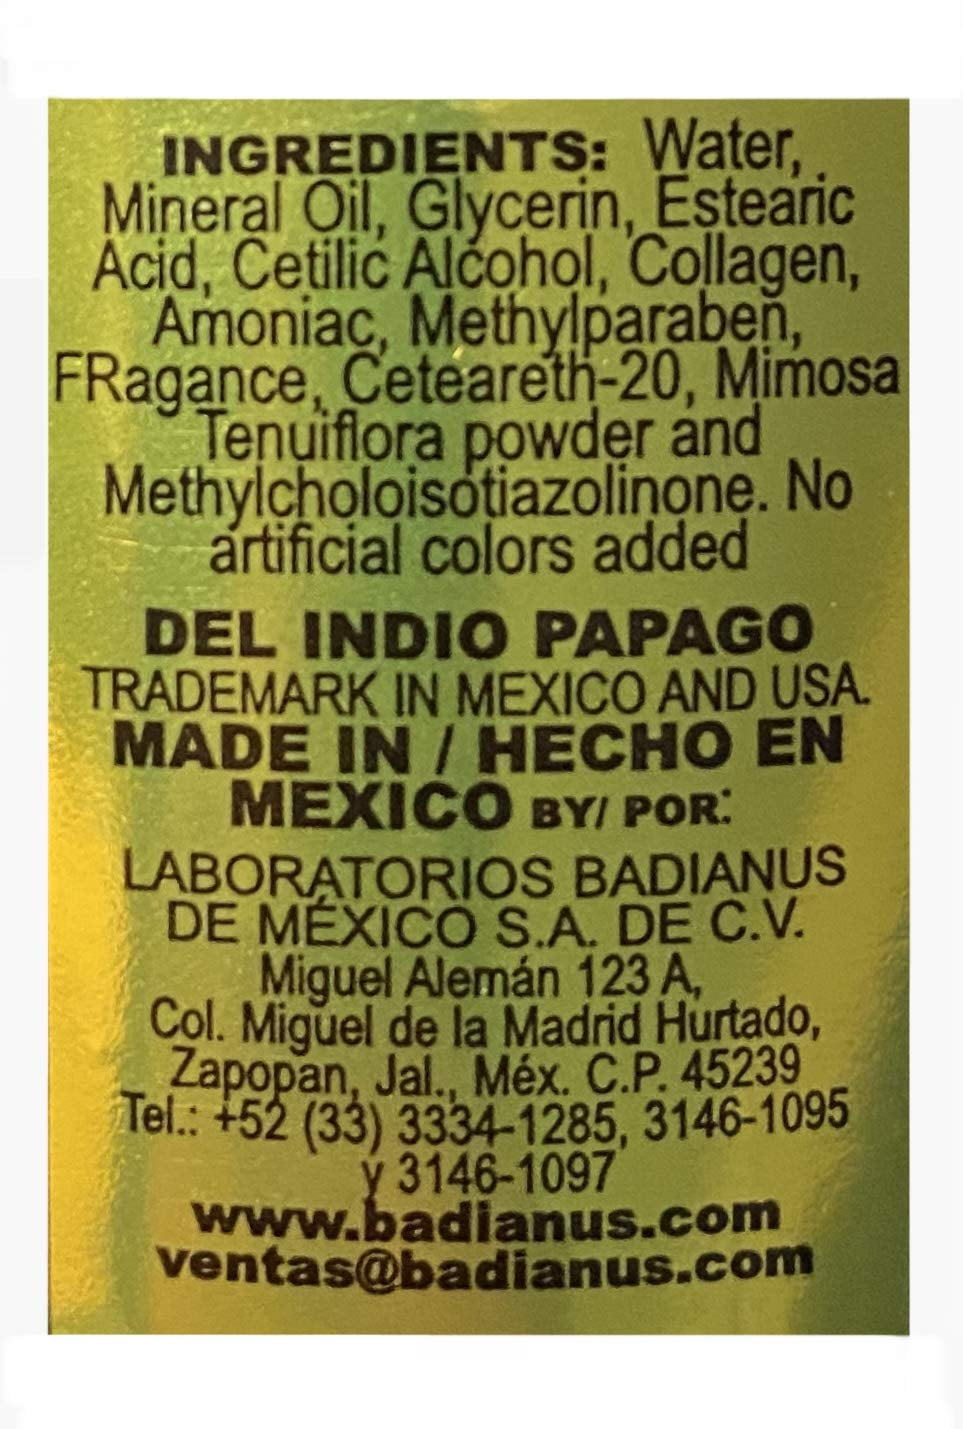 INGREDIENTS: Water,
Mineral Oil, Glycerin, Estearic
Acid, Cetilic Alcohol, Collagen,
Amoniac, Methylparaben,
FRagance, Ceteareth-20, Mimosa
Tenuiflora powder and
Methylcholoisotiazolinone. No
artificial colors added
DEL INDIO PAPAGO
TRADEMARK IN MEXICO AND USA.
MADE IN / HECHO EN
MEXICO BY/ POR:
LABORATORIOS BADIANUS
DE MÉXICO S.A. DE C.V.
Miguel Alemán 123 A,
Col. Miguel de la Madrid Hurtado,
Zapopan, Jal., Méx. C.P. 45239
Tel.: +52 (33) 3334-1285, 3146-1095
y 3146-1097
www.badianus.com
ventas@badianus.com